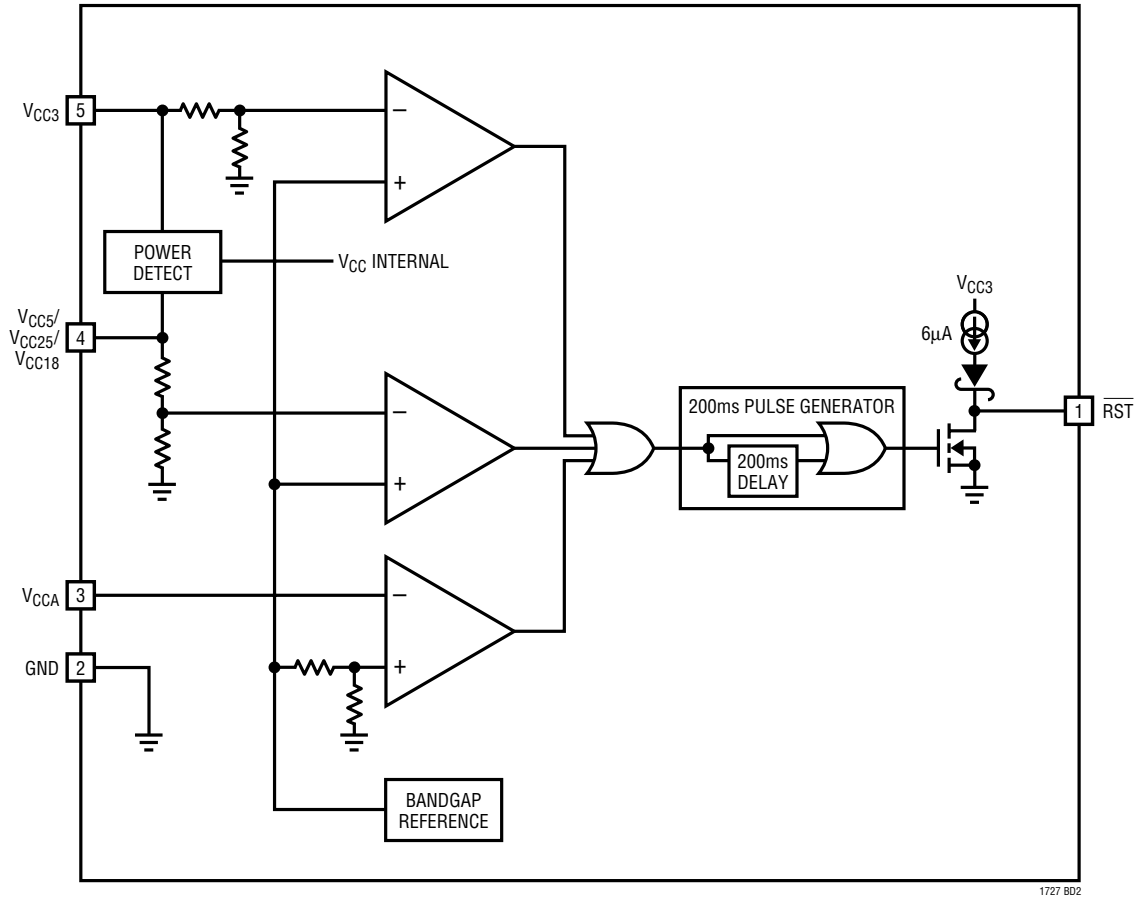 VCC3
5
−
+
POWER
DETECT
VCC INTERNAL
VCC5/
VCC25/
VCC18
4
−
+
VCCA
3
−
+
GND
2
BANDGAP
REFERENCE
200ms PULSE GENERATOR
200ms
DELAY
VCC3
6µA
1
RST
1727 BD2